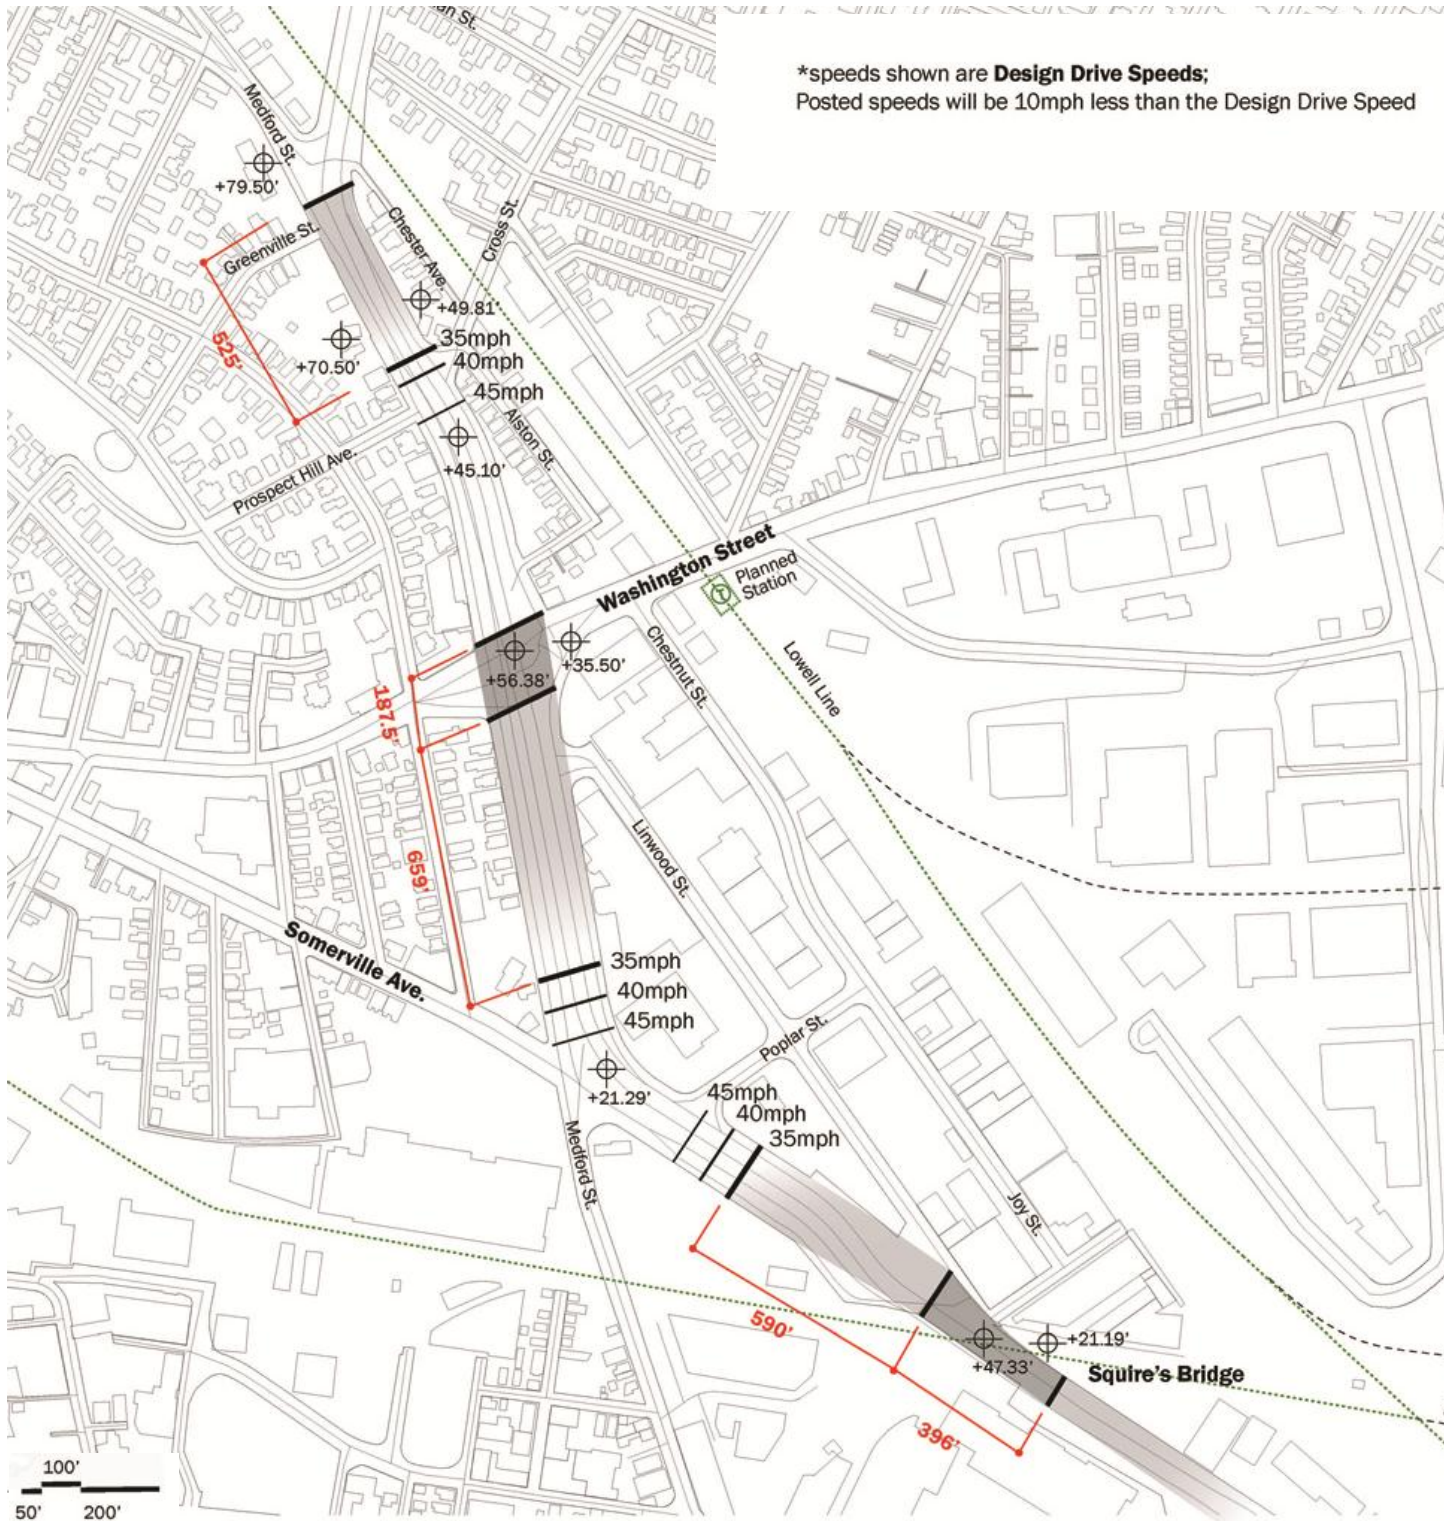 an St.
*speeds shown are Design Drive Speeds;
Posted speeds will be 10mph less than the Design Drive Speed
Medford St.
+79.50'
Greenville St.
Chester Ave.
Cross St.
+49.81'
525'
+70.50'
35mph
40mph
45mph
Alston St.
+45.10'
Prospect Hill Ave.
Washington Street
Planned
Station
T
+35.50'
+56.38'
Chestnut St.
Lowell Line
187.5'
659'
Linwood St.
Somerville Ave.
35mph
40mph
45mph
Poplar St.
+21.29'
45mph
40mph
35mph
Medford St.
Joy St.
590'
+21.19'
+47.33'
Squire's Bridge
396'
100'
50' 200'